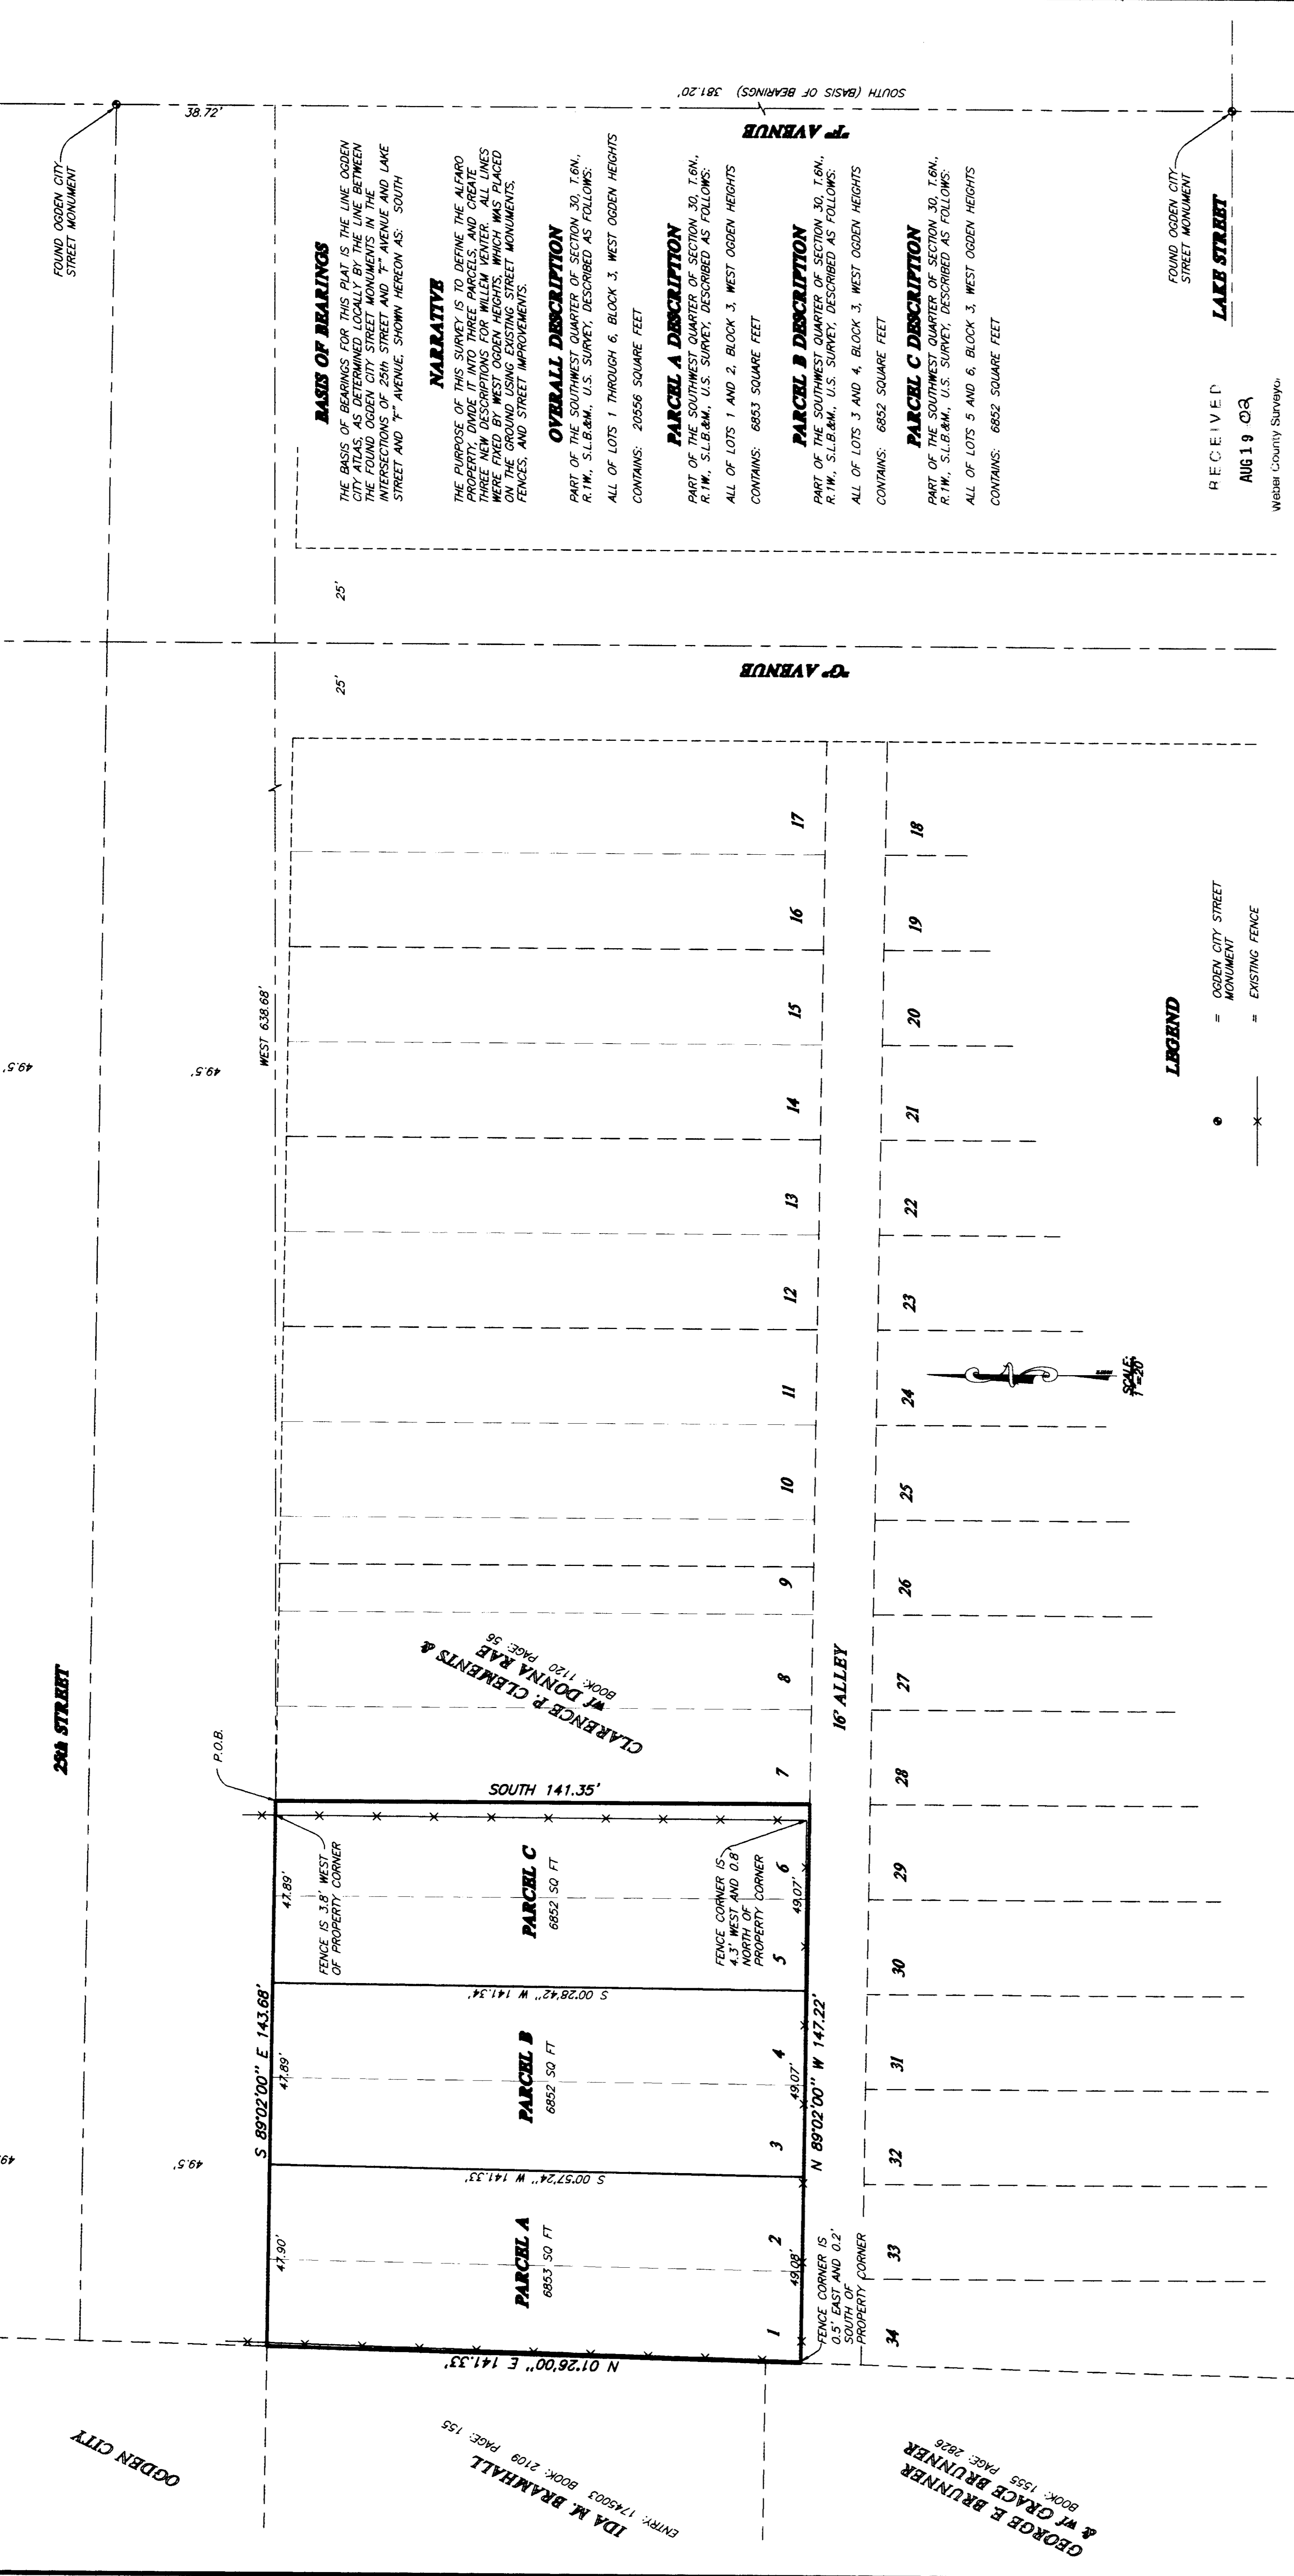 FOUND OGDEN CITY
STREET MONUMENT
38.72'
SOUTH (BASIS OF BEARINGS) 381.20'
"F" AVENUE
FOUND OGDEN CITY
STREET MONUMENT
LAKE STREET
BASIS OF BEARINGS
THE BASIS OF BEARINGS FOR THIS PLAT IS THE LINE OGDEN
CITY ATLAS, AS DETERMINED LOCALLY BY THE LINE BETWEEN
THE FOUND OGDEN CITY STREET MONUMENTS IN THE
INTERSECTIONS OF 25th STREET AND "F" AVENUE AND LAKE
STREET AND "F" AVENUE, SHOWN HEREON AS: SOUTH
NARRATIVE
THE PURPOSE OF THIS SURVEY IS TO DEFINE THE ALFARO
PROPERTY, DIVIDE IT INTO THREE PARCELS, AND CREATE
THREE NEW DESCRIPTIONS FOR WILLEM VENTER. ALL LINES
WERE FIXED BY WEST OGDEN HEIGHTS, WHICH WAS PLACED
ON THE GROUND USING EXISTING STREET MONUMENTS,
FENCES, AND STREET IMPROVEMENTS.
OVERALL DESCRIPTION
PART OF THE SOUTHWEST QUARTER OF SECTION 30, T.6N.,
R.1W., S.L.B.&M., U.S. SURVEY, DESCRIBED AS FOLLOWS:
ALL OF LOTS 1 THROUGH 6, BLOCK 3, WEST OGDEN HEIGHTS
CONTAINS: 20556 SQUARE FEET
PARCEL A DESCRIPTION
PART OF THE SOUTHWEST QUARTER OF SECTION 30, T.6N.,
R.1W., S.L.B.&M., U.S. SURVEY, DESCRIBED AS FOLLOWS:
ALL OF LOTS 1 AND 2, BLOCK 3, WEST OGDEN HEIGHTS
CONTAINS: 6853 SQUARE FEET
PARCEL B DESCRIPTION
PART OF THE SOUTHWEST QUARTER OF SECTION 30, T.6N.,
R.1W., S.L.B.&M., U.S. SURVEY, DESCRIBED AS FOLLOWS:
ALL OF LOTS 3 AND 4, BLOCK 3, WEST OGDEN HEIGHTS
CONTAINS: 6852 SQUARE FEET
PARCEL C DESCRIPTION
PART OF THE SOUTHWEST QUARTER OF SECTION 30, T.6N.,
R.1W., S.L.B.&M., U.S. SURVEY, DESCRIBED AS FOLLOWS:
ALL OF LOTS 5 AND 6, BLOCK 3, WEST OGDEN HEIGHTS
CONTAINS: 6852 SQUARE FEET
RECEIVED
AUG 19 02
Weber County Surveyor
25'
25'
"G" AVENUE
49.5'
49.5'
WEST 638.68'
17
16
15
14
13
12
11
10
9
8
7
18
19
20
21
22
23
24
25
26
27
28
29
30
31
32
33
34
LEGEND
= OGDEN CITY STREET
MONUMENT
= EXISTING FENCE
SCALE:
1"=20'
25th STREET
P.O.B.
CLARENCE P. CLEMENTS &
wf DONNA RAE
BOOK: 1120 PAGE: 56
16' ALLEY
SOUTH 141.35'
FENCE IS 3.8' WEST
OF PROPERTY CORNER
47.89'
PARCEL C
6852 SQ FT
FENCE CORNER IS
4.3' WEST AND 0.8'
NORTH OF
PROPERTY CORNER
6
49.07'
5
S 00°28'42" W 141.34'
S 89°02'00" E 143.68'
47.89'
PARCEL B
6852 SQ FT
4
49.07'
3
N 89°02'00" W 147.22'
S 00°57'24" W 141.33'
49.5'
47.90'
PARCEL A
6853 SQ FT
2
49.08'
1
FENCE CORNER IS
0.5' EAST AND 0.2'
SOUTH OF
PROPERTY CORNER
N 01°26'00" E 141.33'
OGDEN CITY
IDA M. BRAMHALL
ENTRY: 1745003 BOOK: 2109 PAGE: 155
GEORGE E. BRUNNER
& wf GRACE BRUNNER
BOOK: 1555 PAGE: 2826